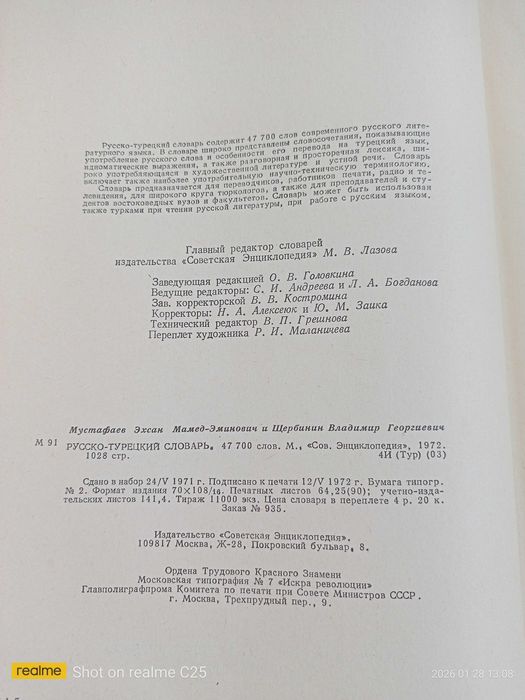 Русско-турецкий словарь содержит 47 700 слов современного русского лите-
ратурного языка. В словаре широко представлены словосочетания, показывающие
употребление русского слова и особенности его перевода на турецкий язык,
идиоматические выражения, а также разговорная и просторечная лексика, ши-
роко употребляющаяся в художественной литературе и устной речи. Словарь
включает также наиболее употребительную научно-техническую терминологию.
Словарь предназначается для переводчиков, работников печати, радио и те-
левидения, для широкого круга тюркологов, а также для преподавателей и сту-
дентов востоковедных вузов и факультетов. Словарь может быть использован
также турками при чтении русской литературы, при работе с русским языком.
Главный редактор словарей
издательства «Советская Энциклопедия» М. В. Лазова
Заведующая редакцией О. В. Головкина
Ведущие редакторы: С. И. Андреева и Л. А. Богданова
Зав. корректорской В. В. Костромина
Корректоры: Н. А. Алексеюк и Ю. М. Заика
Технический редактор В. П. Грешнова
Переплет художника Р. И. Маланичева
Мустафаев Эхсан Мамед-Эминович и Щербинин Владимир Георгиевич
М 91
РУССКО-ТУРЕЦКИЙ СЛОВАРЬ, 47 700 слов. М., «Сов. Энциклопедия», 1972.
1028 стр. 4И (Тур) (03)
Сдано в набор 24/V 1971 г. Подписано к печати 12/V 1972 г. Бумага типогр.
№ 2. Формат издания 70×108/16. Печатных листов 64,25(90); учетно-изда-
тельских листов 141,4. Тираж 11000 экз. Цена словаря в переплете 4 р. 20 к.
Заказ № 935.
Издательство «Советская Энциклопедия».
109817 Москва, Ж-28, Покровский бульвар, 8.
Ордена Трудового Красного Знамени
Московская типография № 7 «Искра революции»
Главполиграфпрома Комитета по печати при Совете Министров СССР.
г. Москва, Трехпрудный пер., 9.
realme Shot on realme C25
2026/01/28 13:08